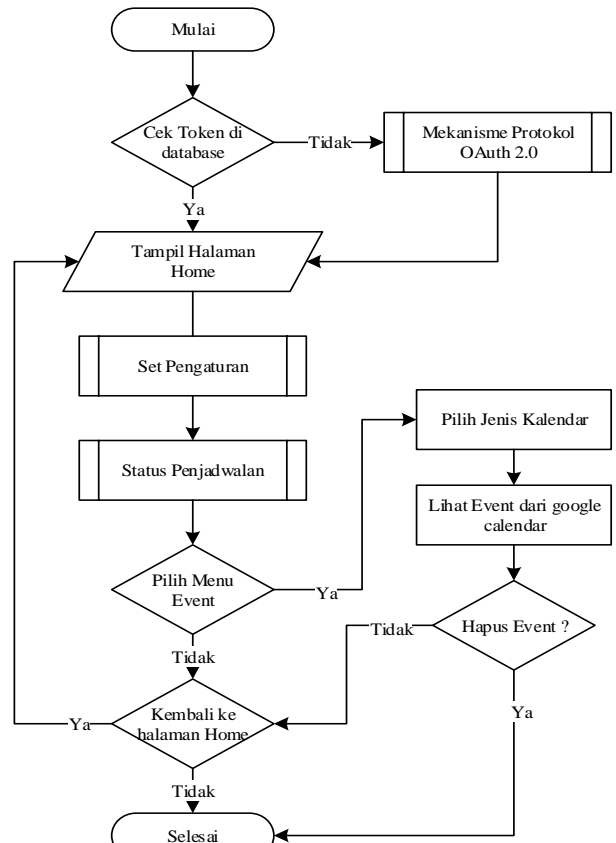 Mulai
Cek Token di
database
Tidak
Mekanisme Protokol
OAuth 2.0
Ya
Tampil Halaman
Home
Set Pengaturan
Pilih Jenis Kalendar
Status Penjadwalan
Lihat Event dari google
calendar
Pilih Menu
Event
Ya
Tidak
Hapus Event ?
Tidak
Ya
Kembali ke
halaman Home
Ya
Tidak
Selesai